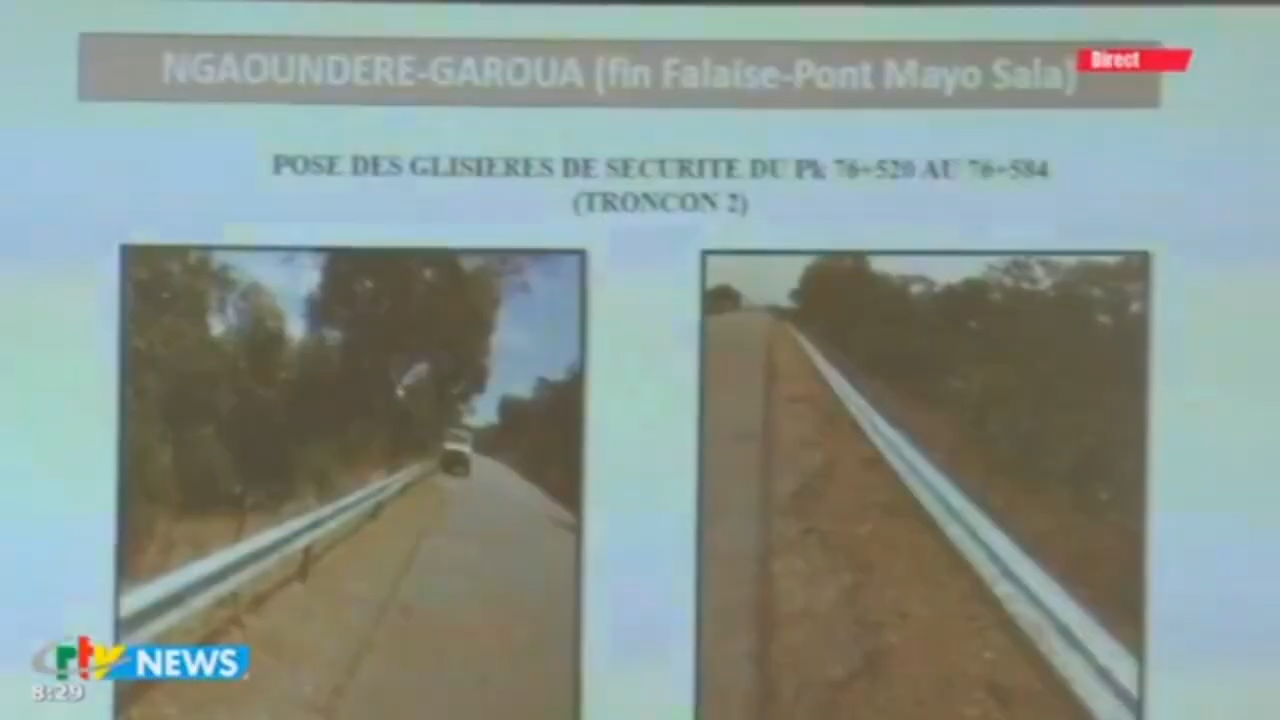 NGAOUNDERE-GAROUA (fin Falaise-Pont Mayo Sala)
Direct
POSE DES GLISIERES DE SECURITE DU Pk 76+520 AU 76+584
(TRONCON 2)
crtv NEWS
8:29